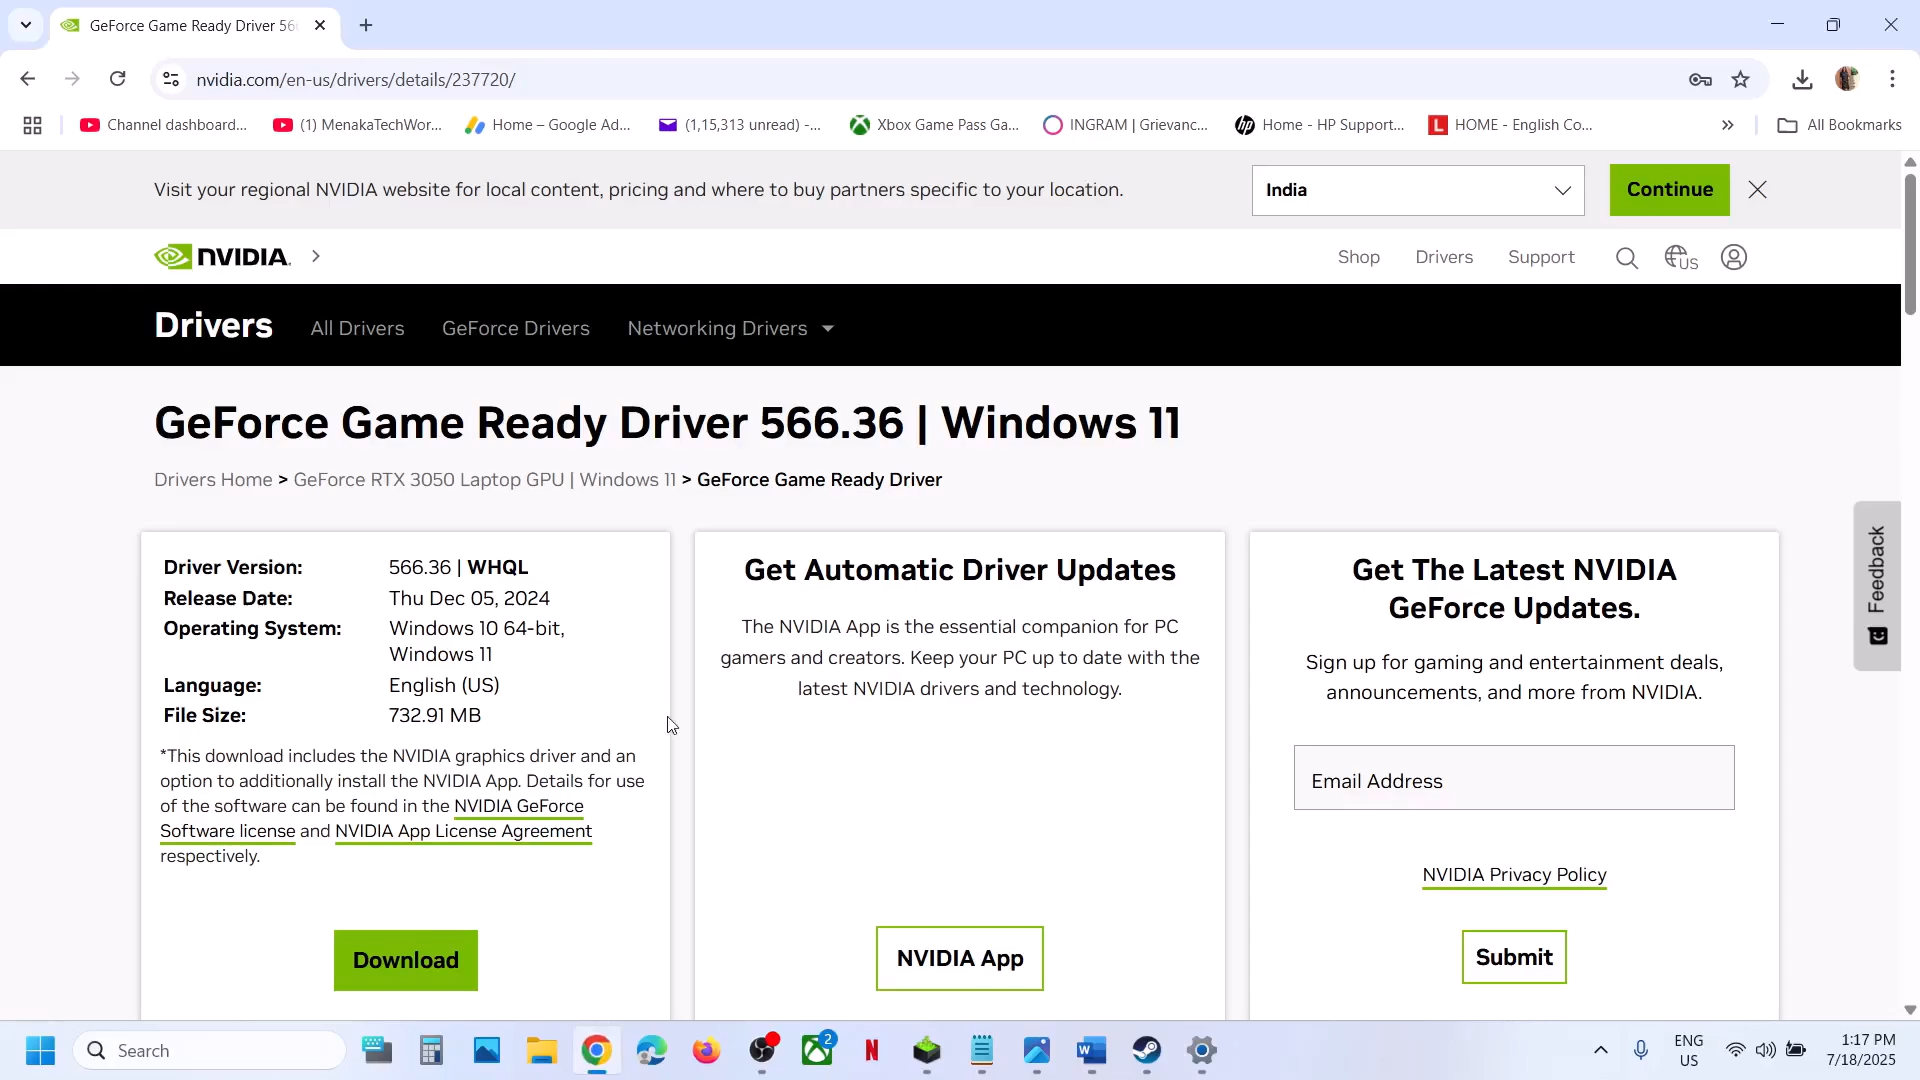 GeForce Game Ready Driver 56
nvidia.com/en-us/drivers/details/237720/
Channel dashboard...
(1) MenakaTechWor...
Home – Google Ad...
(1,15,313 unread) -...
Xbox Game Pass Ga...
INGRAM | Grievanc...
Home - HP Support...
HOME - English Co...
All Bookmarks
Visit your regional NVIDIA website for local content, pricing and where to buy partners specific to your location.
India
Continue
NVIDIA.
Shop
Drivers
Support
US
Drivers
All Drivers
GeForce Drivers
Networking Drivers
GeForce Game Ready Driver 566.36 | Windows 11
Drivers Home > GeForce RTX 3050 Laptop GPU | Windows 11 > GeForce Game Ready Driver
Driver Version: 566.36 | WHQL
Release Date: Thu Dec 05, 2024
Operating System: Windows 10 64-bit,
Windows 11
Language: English (US)
File Size: 732.91 MB
*This download includes the NVIDIA graphics driver and an
option to additionally install the NVIDIA App. Details for use
of the software can be found in the NVIDIA GeForce
Software license and NVIDIA App License Agreement
respectively.
Download
Get Automatic Driver Updates
The NVIDIA App is the essential companion for PC
gamers and creators. Keep your PC up to date with the
latest NVIDIA drivers and technology.
NVIDIA App
Get The Latest NVIDIA
GeForce Updates.
Sign up for gaming and entertainment deals,
announcements, and more from NVIDIA.
Email Address
NVIDIA Privacy Policy
Submit
Feedback
Search
2
ENG
US
1:17 PM
7/18/2025